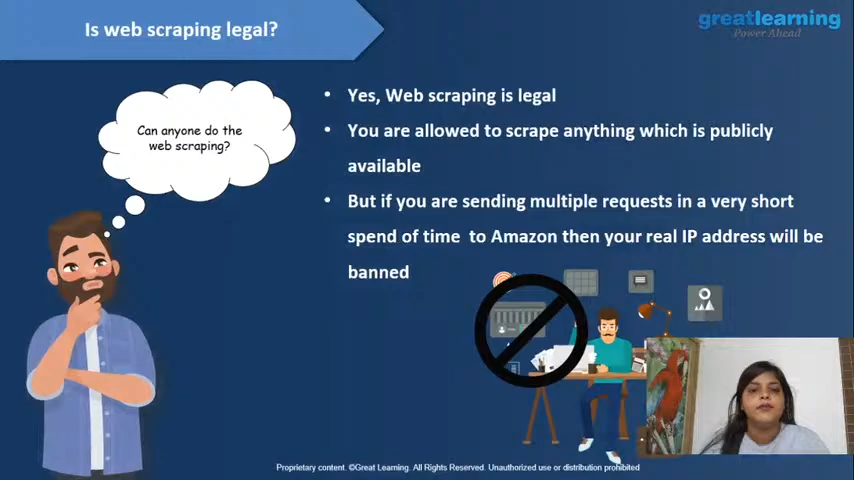 Is web scraping legal?
greatlearning
Power Ahead
Can anyone do the
web scraping?
• Yes, Web scraping is legal
• You are allowed to scrape anything which is publicly
available
• But if you are sending multiple requests in a very short
spend of time to Amazon then your real IP address will be
banned
Proprietary content. ©Great Learning. All Rights Reserved. Unauthorized use or distribution prohibited